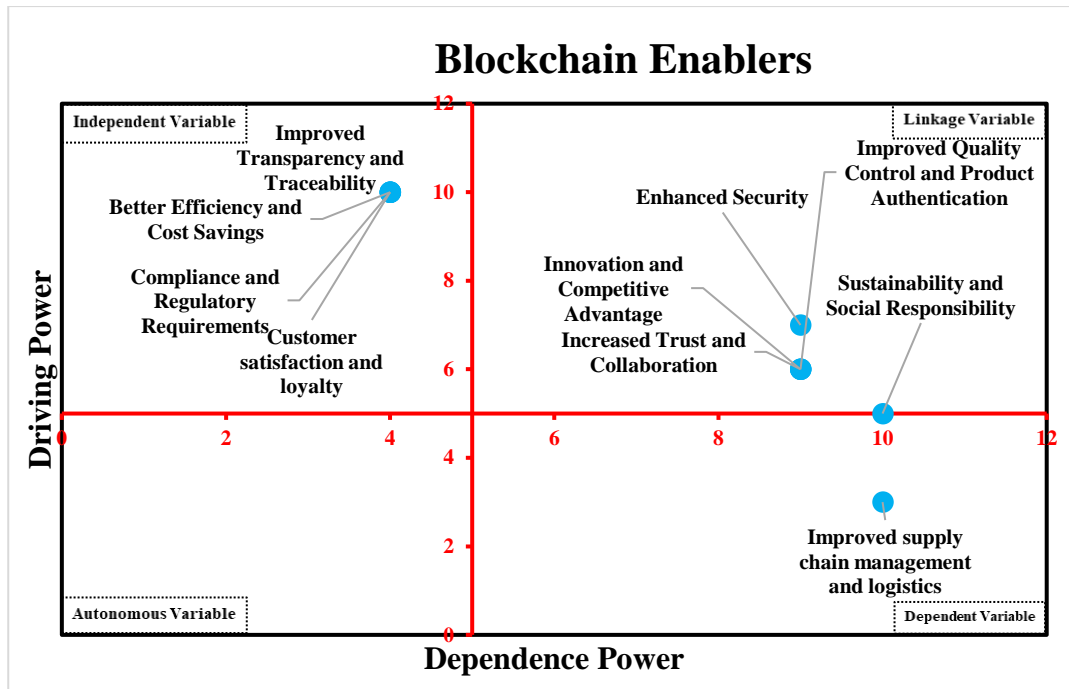 Blockchain Enablers
12
Independent Variable
Linkage Variable
Improved
Transparency and
Traceability
Improved Quality
Control and Product
Authentication
10
Enhanced Security
Better Efficiency and
Cost Savings
8
Innovation and
Competitive
Advantage
Sustainability and
Social Responsibility
Compliance and
Regulatory
Requirements
Customer
satisfaction and
loyalty
Increased Trust and
Collaboration
6
Driving Power
0
2
4
6
8
10
12
4
2
Improved supply
chain management
and logistics
Autonomous Variable
Dependent Variable
0
Dependence Power